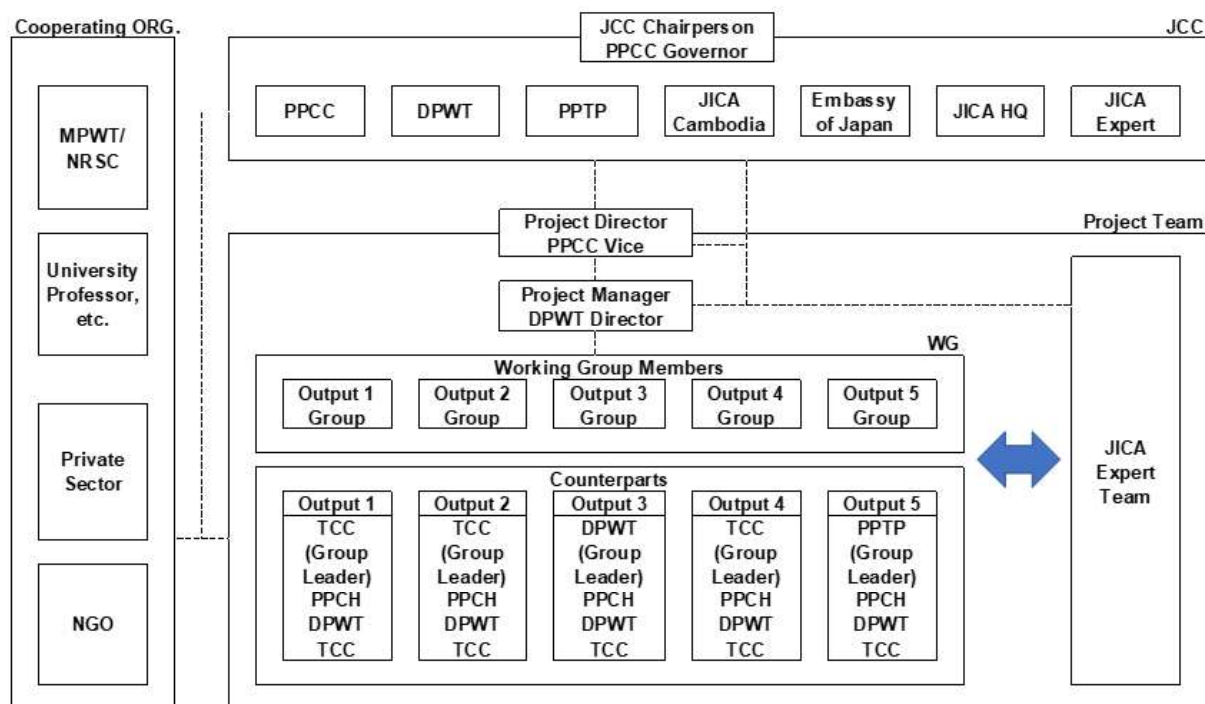 Cooperating ORG.
MPWT/
NRSC
University
Professor,
etc.
Private
Sector
NGO
JCC Chairperson
PPCC Governor
JCC
PPCC
DPWT
PPTP
JICA
Cambodia
Embassy
of Japan
JICA HQ
JICA
Expert
Project Director
PPCC Vice
Project Team
Project Manager
DPWT Director
WG
Working Group Members
Output 1
Group
Output 2
Group
Output 3
Group
Output 4
Group
Output 5
Group
Counterparts
Output 1
TCC
(Group
Leader)
PPCH
DPWT
TCC
Output 2
TCC
(Group
Leader)
PPCH
DPWT
TCC
Output 3
DPWT
(Group
Leader)
PPCH
DPWT
TCC
Output 4
TCC
(Group
Leader)
PPCH
DPWT
TCC
Output 5
PPTP
(Group
Leader)
PPCH
DPWT
TCC
JICA
Expert
Team